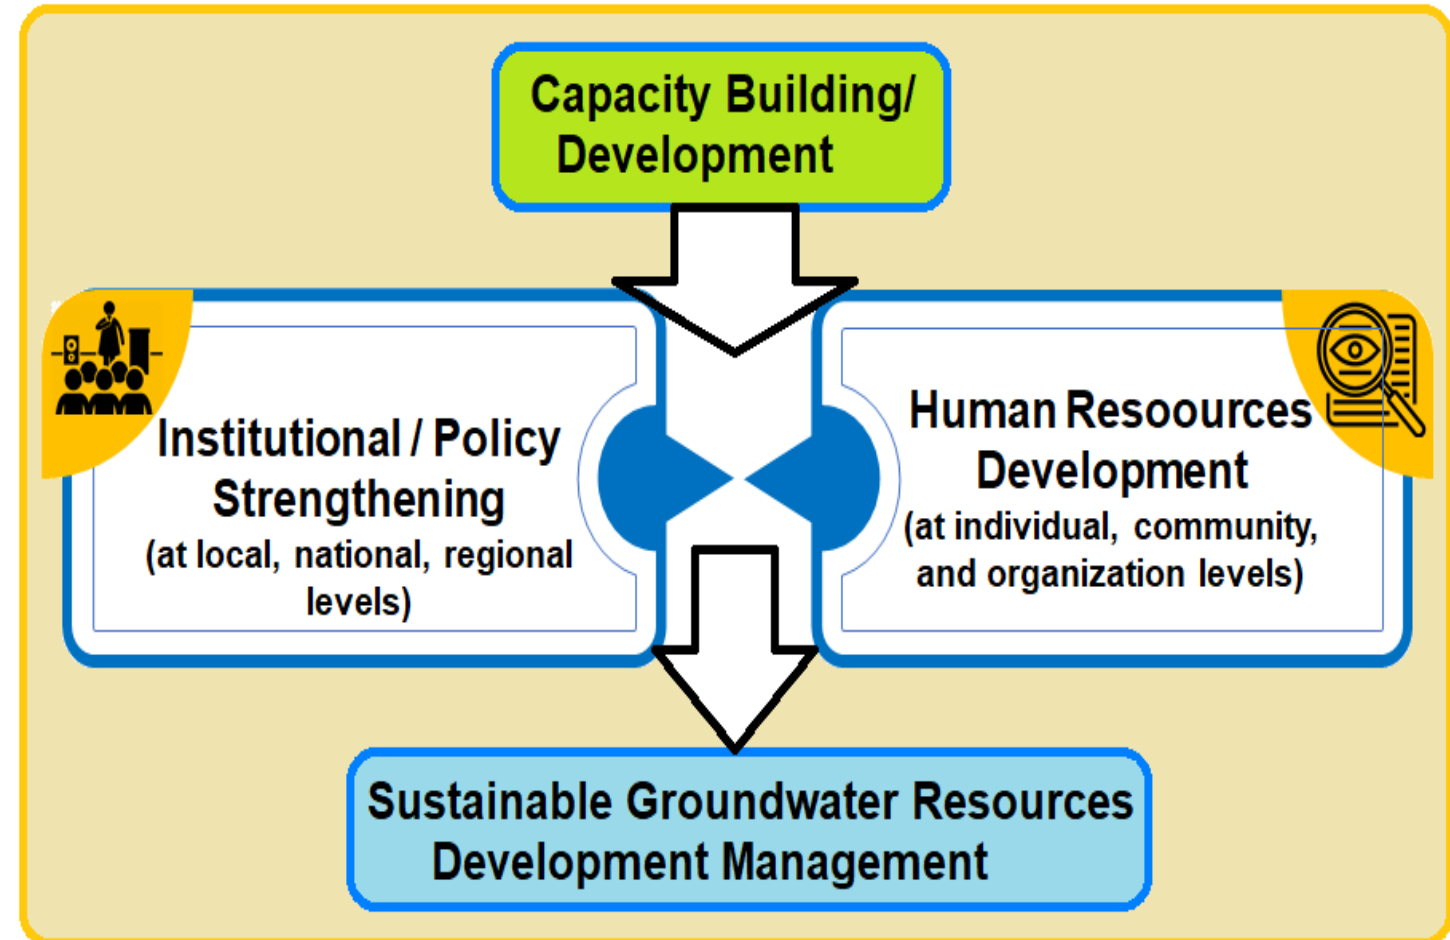 Capacity Building/
Development
Institutional / Policy
Strengthening
(at local, national, regional
levels)
Human Resoources
Development
(at individual, community,
and organization levels)
Sustainable Groundwater Resources
Development Management